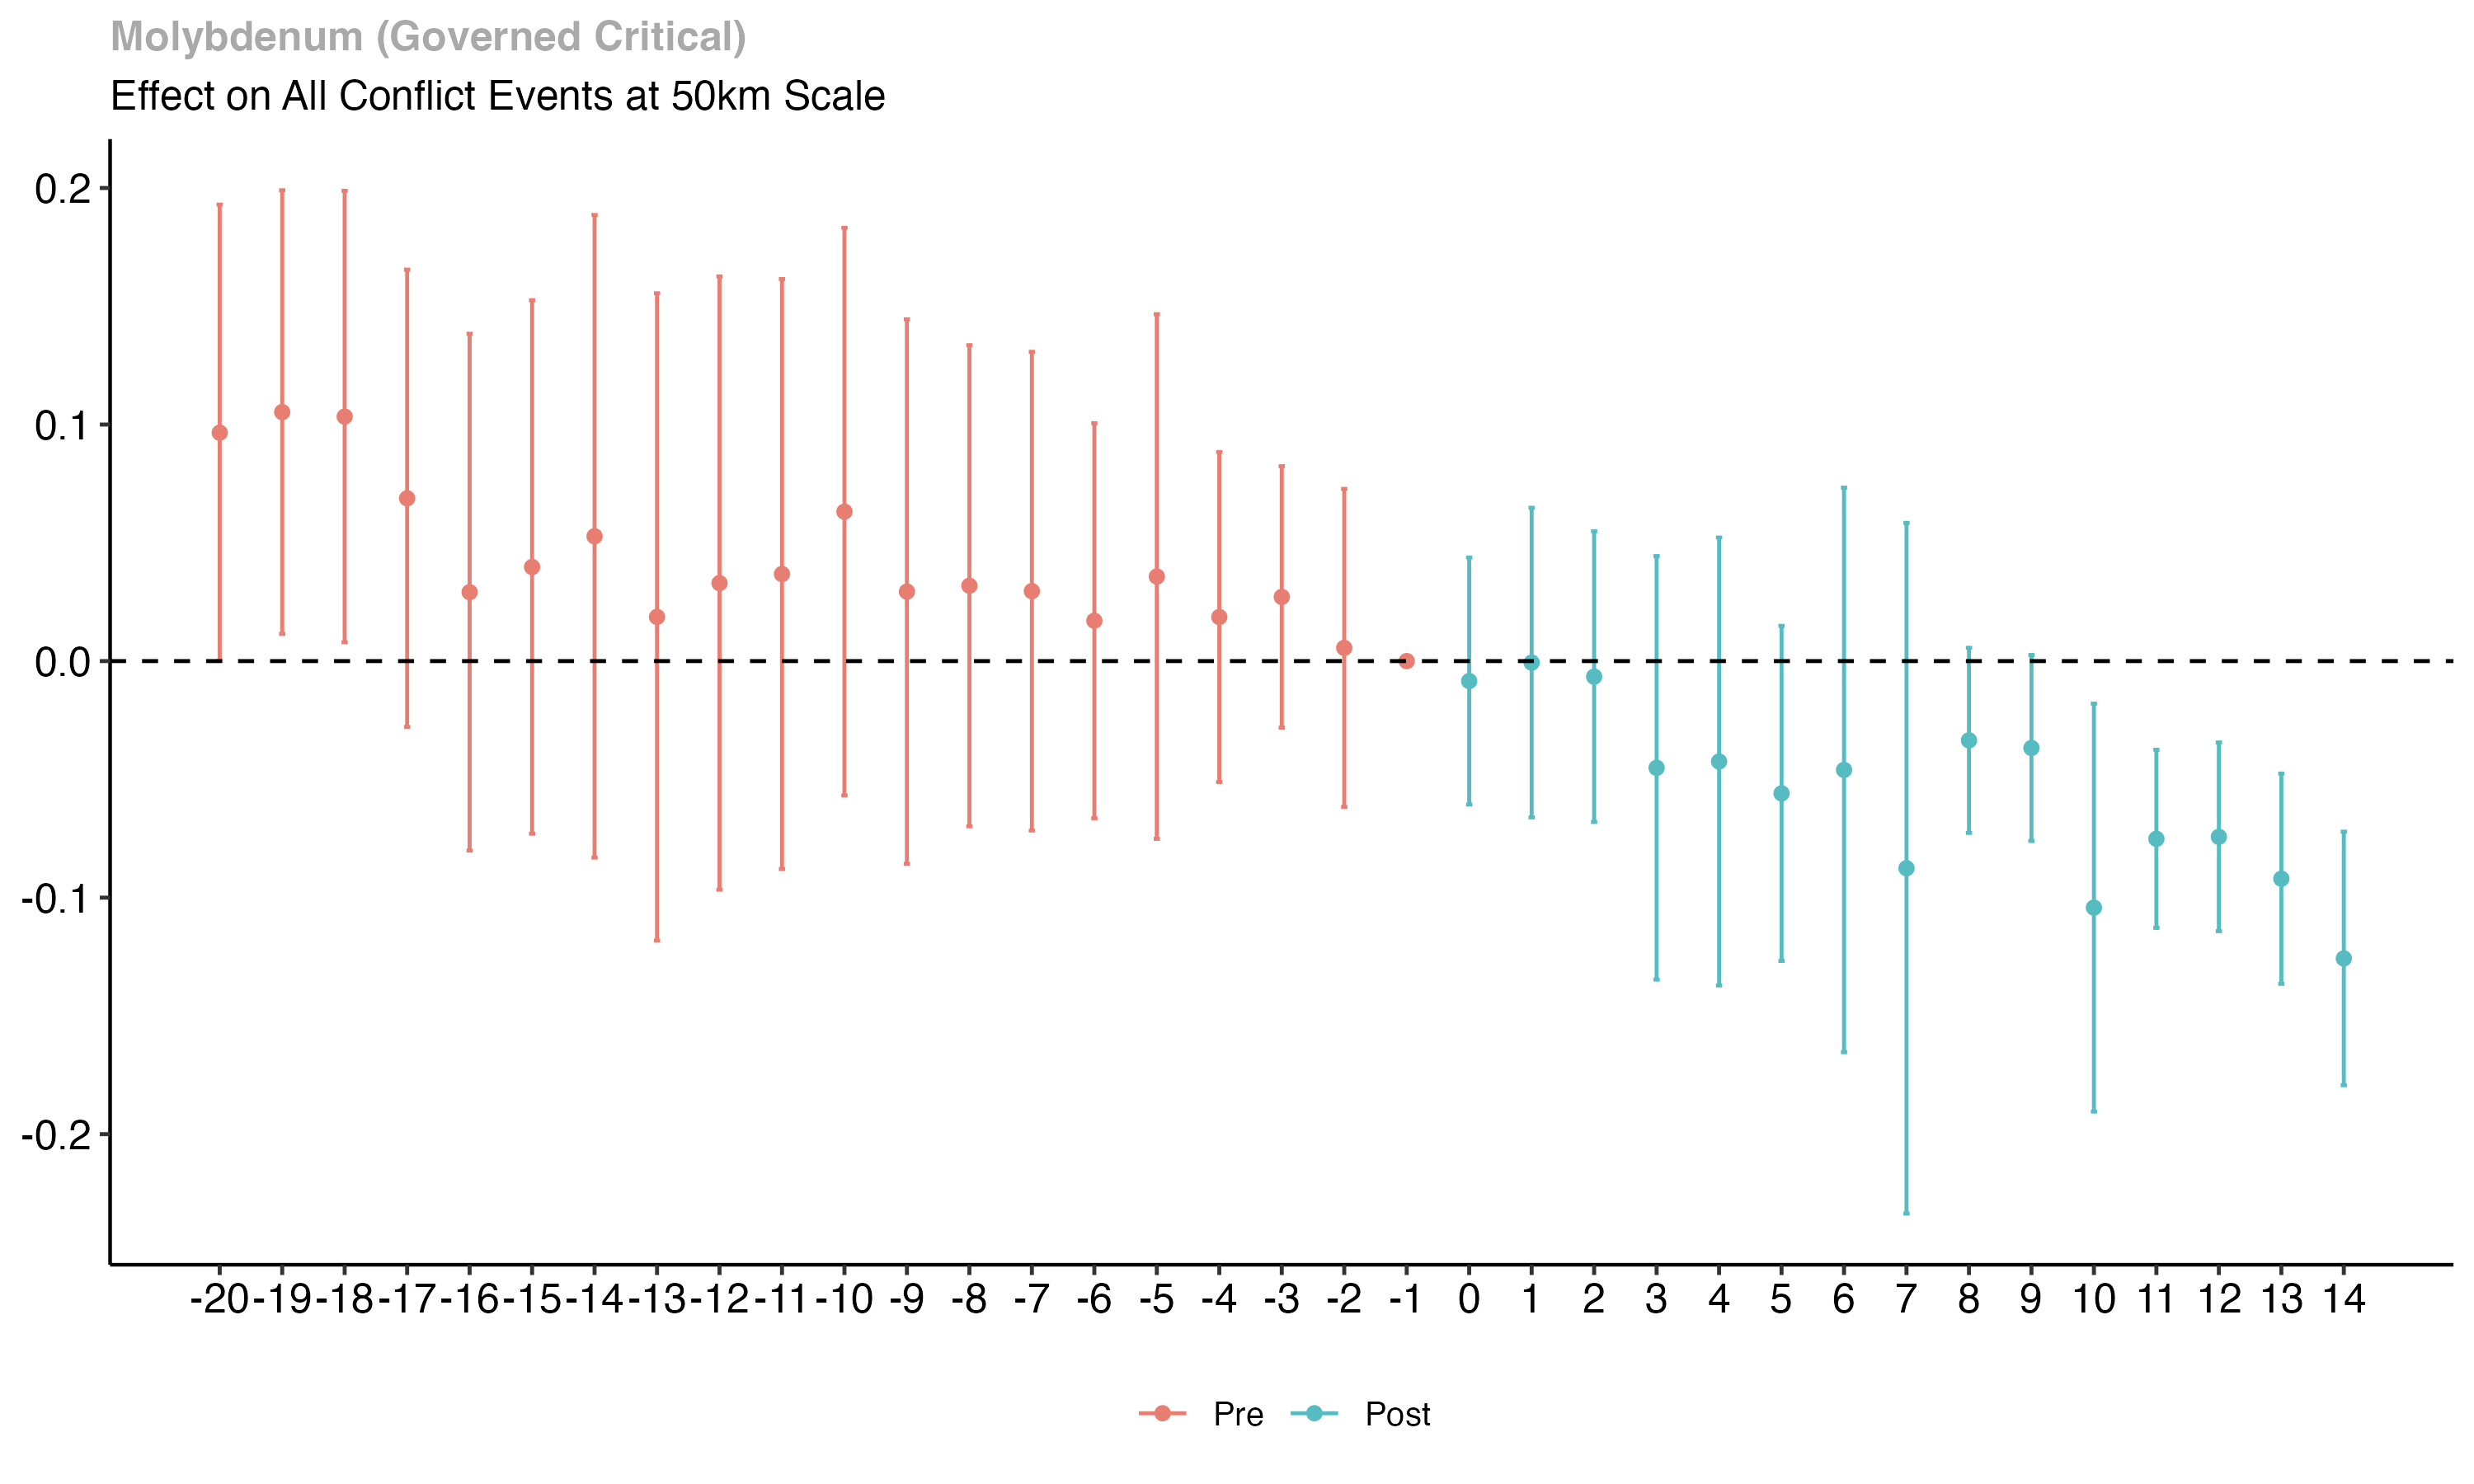 Molybdenum (Governed Critical)
Effect on All Conflict Events at 50km Scale
0.2
0.1
0.0
-0.1
-0.2
-20 -19 -18 -17 -16 -15 -14 -13 -12 -11 -10 -9 -8 -7 -6 -5 -4 -3 -2 -1 0 1 2 3 4 5 6 7 8 9 10 11 12 13 14
Pre Post